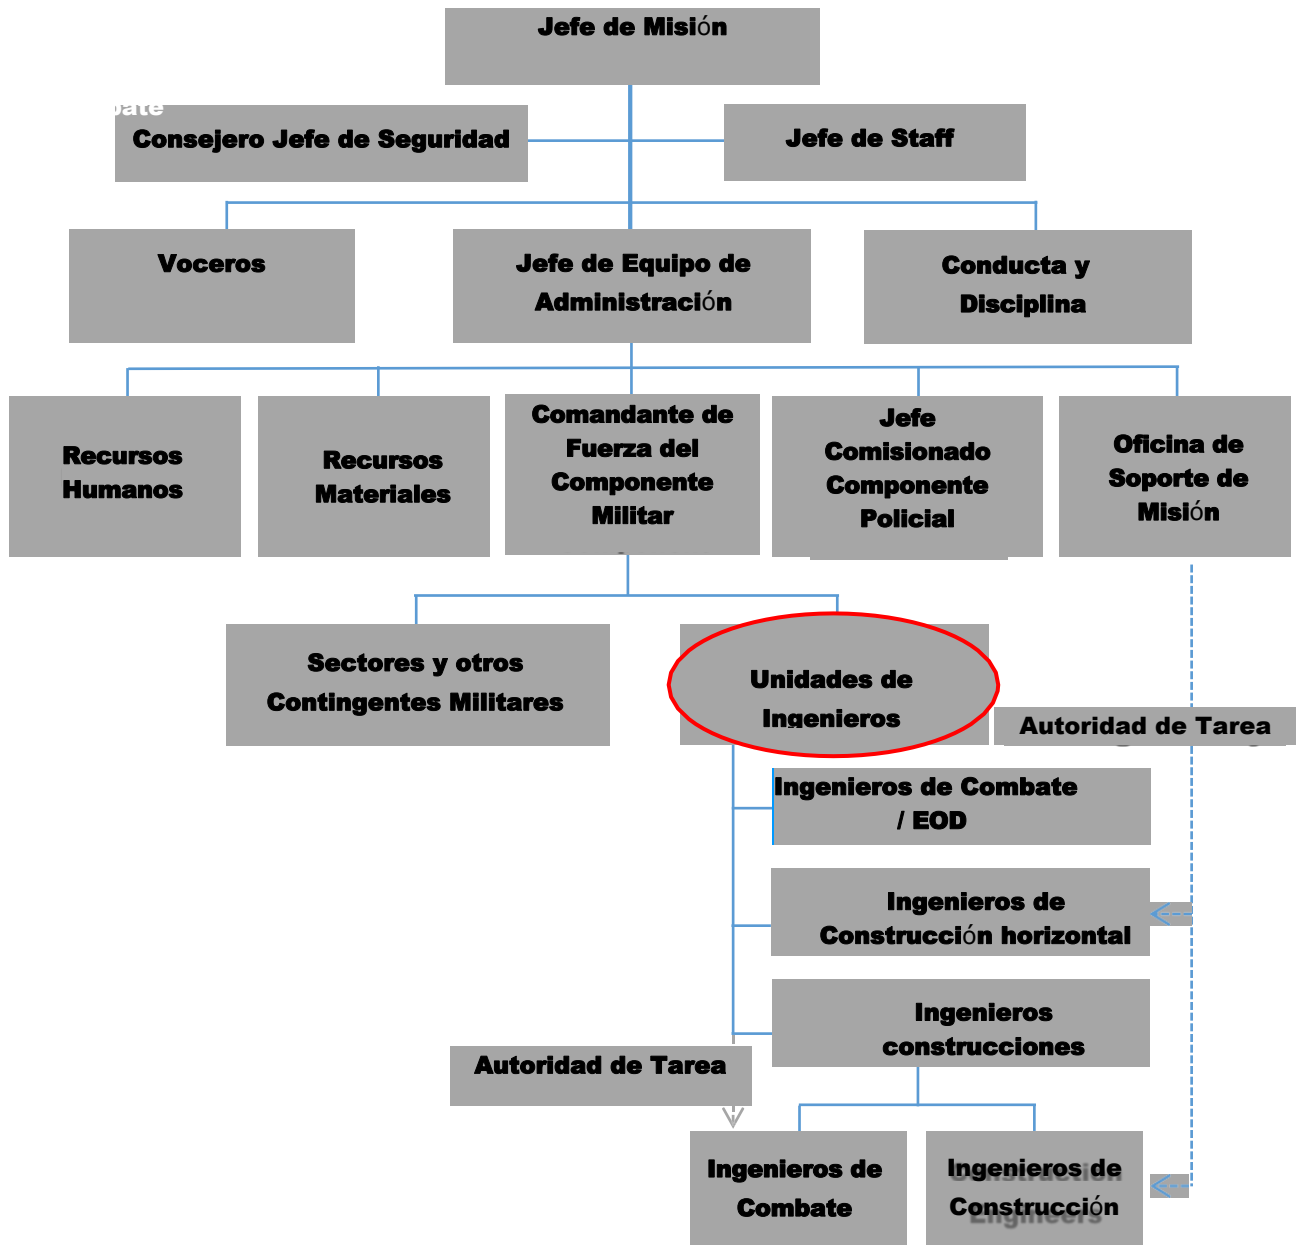 Jefe de Misión
Consejero Jefe de Seguridad
Jefe de Staff
Voceros
Jefe de Equipo de
Administración
Conducta y
Disciplina
Recursos
Humanos
Recursos
Materiales
Comandante de
Fuerza del
Componente
Militar
Jefe
Comisionado
Componente
Policial
Oficina de
Soporte de
Misión
Sectores y otros
Contingentes Militares
Unidades de
Ingenieros
Autoridad de Tarea
Ingenieros de Combate
/ EOD
Ingenieros de
Construcción horizontal
Ingenieros
construcciones
Autoridad de Tarea
Ingenieros de
Combate
Ingenieros de
Construcción
Engineers